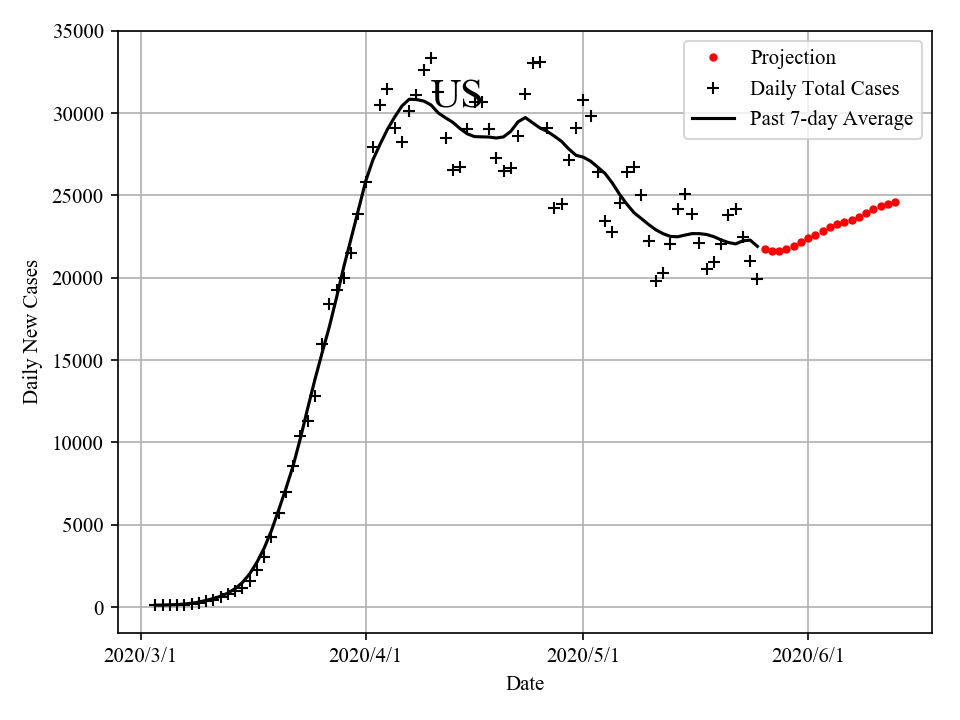 35000
30000
25000
20000
15000
10000
5000
0
Daily New Cases
US
Projection
Daily Total Cases
Past 7-day Average
2020/3/1
2020/4/1
2020/5/1
2020/6/1
Date